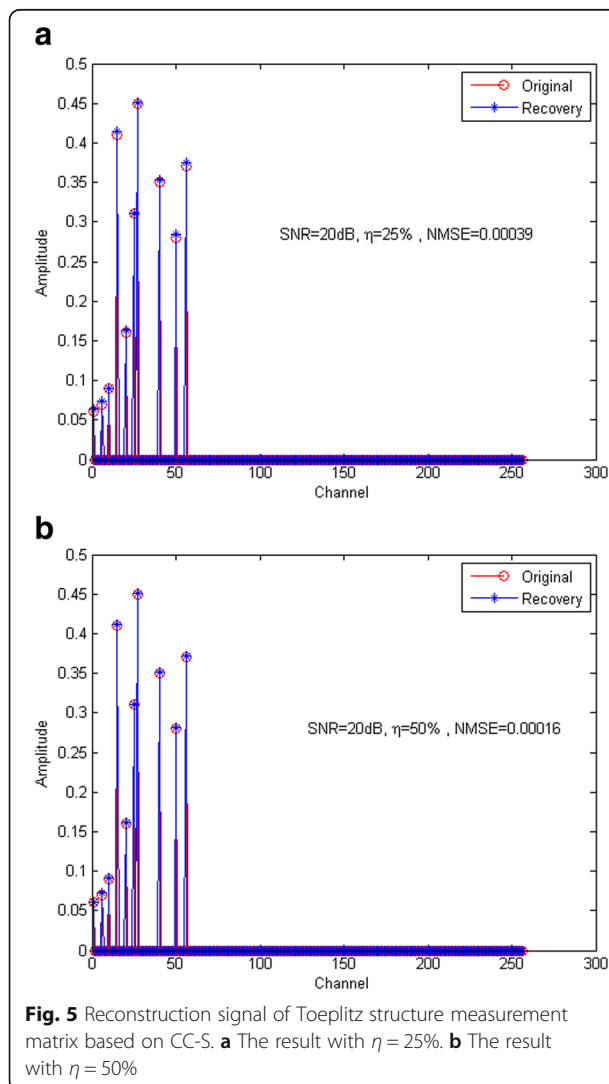 a
0.5
0.45
0.4
0.35
0.3
0.25
0.2
0.15
0.1
0.05
0
Amplitude
Original
Recovery
SNR=20dB, η=25% , NMSE=0.00039
0 50 100 150 200 250 300
Channel
b
0.5
0.45
0.4
0.35
0.3
0.25
0.2
0.15
0.1
0.05
0
Amplitude
Original
Recovery
SNR=20dB, η=50% , NMSE=0.00016
0 50 100 150 200 250 300
Channel
Fig. 5 Reconstruction signal of Toeplitz structure measurement
matrix based on CC-S. a The result with η = 25%. b The result
with η = 50%